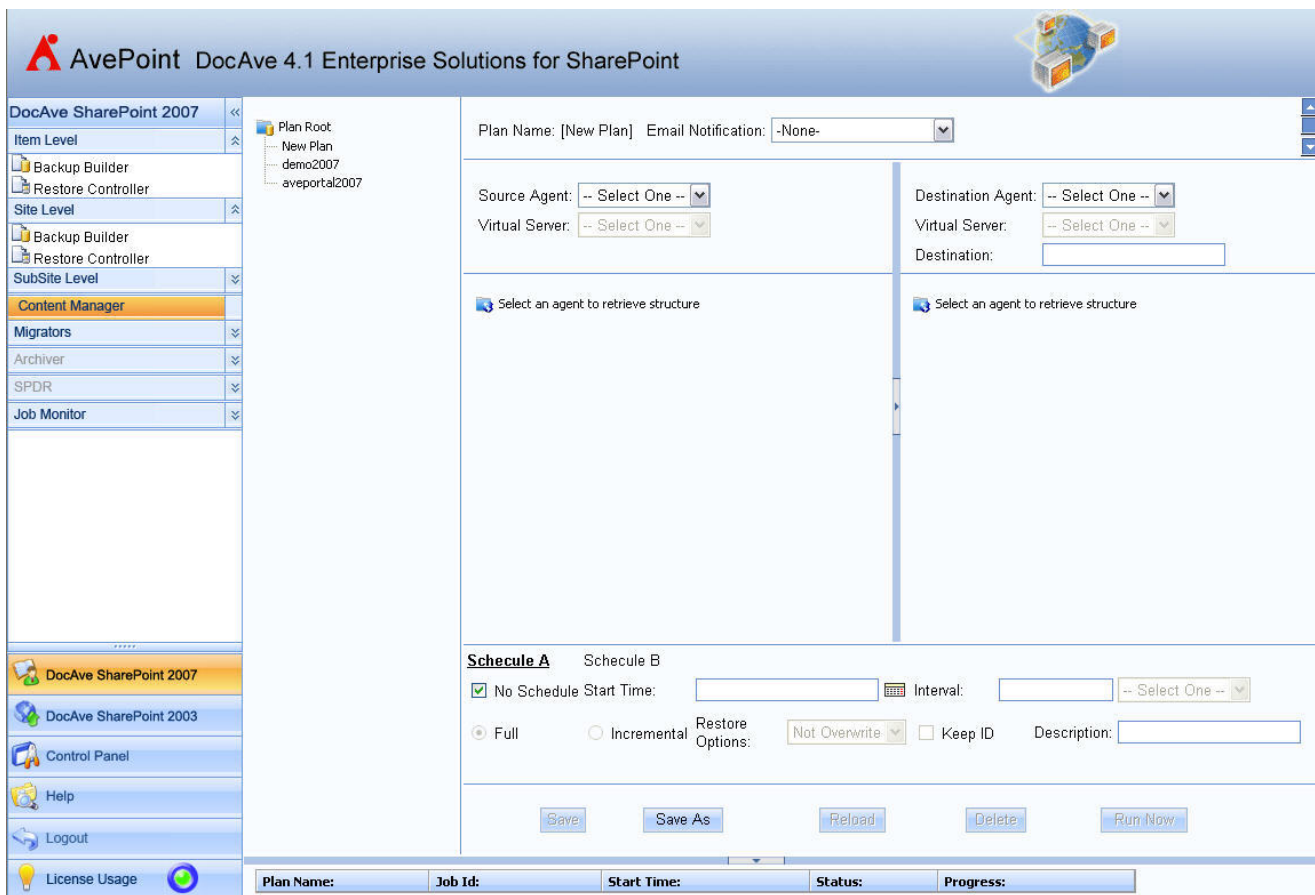 AvePoint DocAve 4.1 Enterprise Solutions for SharePoint
DocAve SharePoint 2007
Item Level
Backup Builder
Restore Controller
Site Level
Backup Builder
Restore Controller
SubSite Level
Content Manager
Migrators
Archiver
SPDR
Job Monitor
DocAve SharePoint 2007
DocAve SharePoint 2003
Control Panel
Help
Logout
License Usage
Plan Root
New Plan
demo2007
aveportal2007
Plan Name: [New Plan] Email Notification: -None-
Source Agent: -- Select One --
Virtual Server: -- Select One --
Destination Agent: -- Select One --
Virtual Server: -- Select One --
Destination:
Select an agent to retrieve structure
Select an agent to retrieve structure
Schecule A Schecule B
No Schedule Start Time: Interval: -- Select One --
Full Incremental Restore Options: Not Overwrite Keep ID Description:
Save Save As Reload Delete Run Now
Plan Name: Job Id: Start Time: Status: Progress: